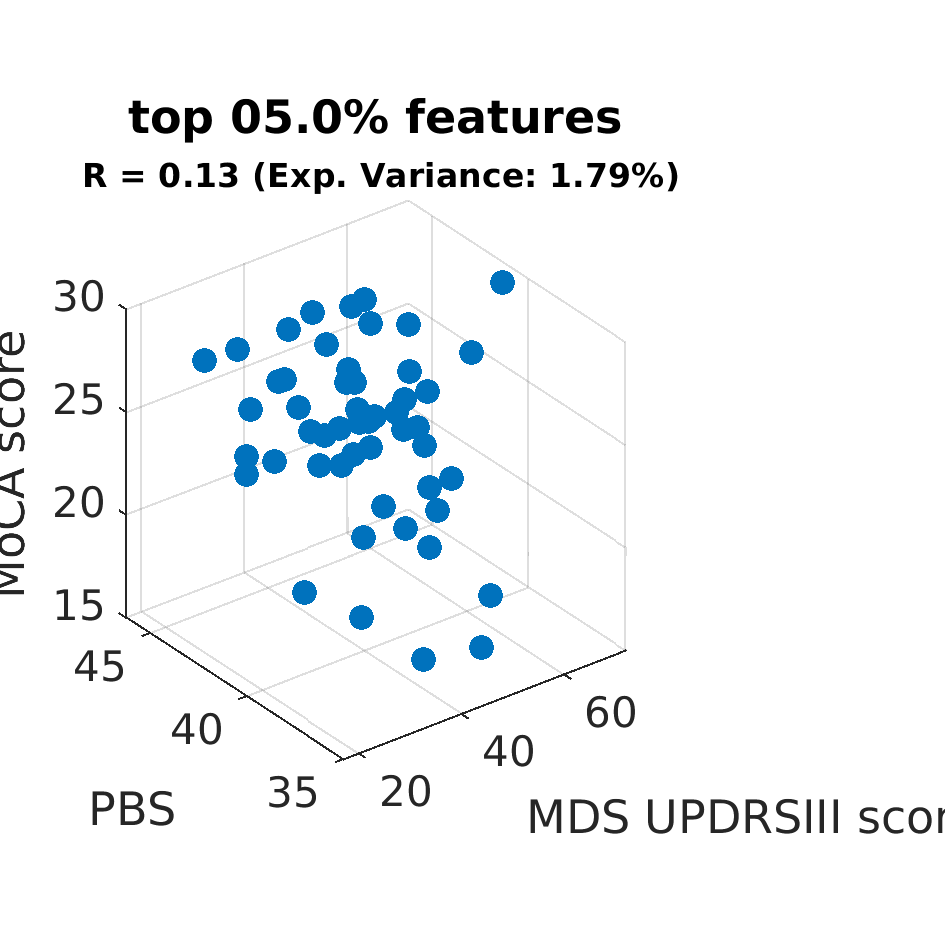 top 05.0% features
R = 0.13 (Exp. Variance: 1.79%)
30
25
20
15
MoCA score
45
40
35
PBS
20
40
60
MDS UPDRSIII scor